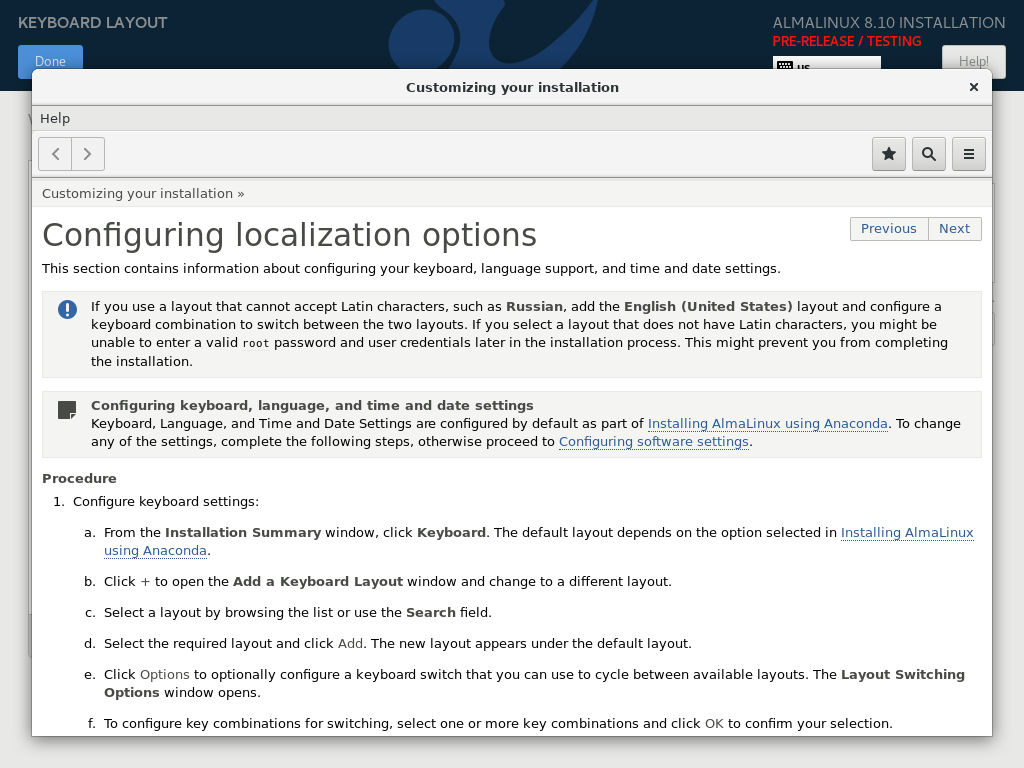 KEYBOARD LAYOUT
ALMALINUX 8.10 INSTALLATION
PRE-RELEASE / TESTING
Done
us
Help!
Customizing your installation
Help
Customizing your installation »
Configuring localization options
Previous
Next
This section contains information about configuring your keyboard, language support, and time and date settings.
If you use a layout that cannot accept Latin characters, such as Russian, add the English (United States) layout and configure a
keyboard combination to switch between the two layouts. If you select a layout that does not have Latin characters, you might be
unable to enter a valid root password and user credentials later in the installation process. This might prevent you from completing
the installation.
Configuring keyboard, language, and time and date settings
Keyboard, Language, and Time and Date Settings are configured by default as part of Installing AlmaLinux using Anaconda. To change
any of the settings, complete the following steps, otherwise proceed to Configuring software settings.
Procedure
1. Configure keyboard settings:
a. From the Installation Summary window, click Keyboard. The default layout depends on the option selected in Installing AlmaLinux
using Anaconda.
b. Click + to open the Add a Keyboard Layout window and change to a different layout.
c. Select a layout by browsing the list or use the Search field.
d. Select the required layout and click Add. The new layout appears under the default layout.
e. Click Options to optionally configure a keyboard switch that you can use to cycle between available layouts. The Layout Switching
Options window opens.
f. To configure key combinations for switching, select one or more key combinations and click OK to confirm your selection.